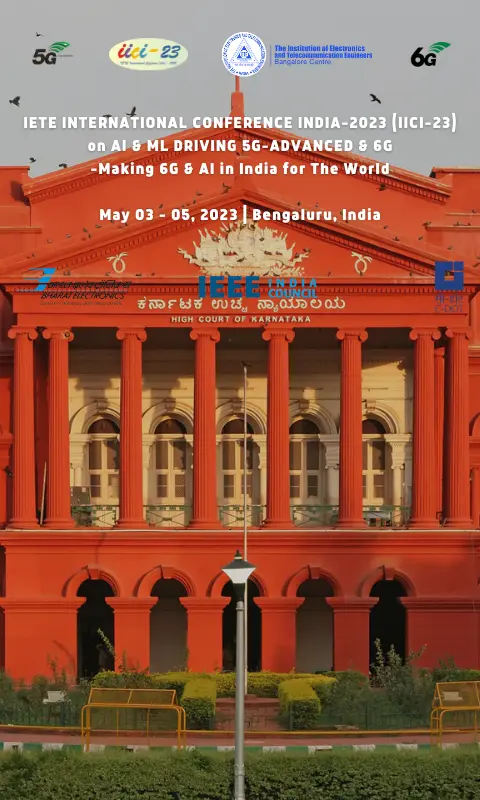 5G
iici - 23
The Institution of Electronics
and Telecommunication Engineers
Bangalore Centre
6G
IETE INTERNATIONAL CONFERENCE INDIA-2023 (IICI-23)
on AI & ML DRIVING 5G-ADVANCED & 6G
-Making 6G & AI in India for The World
May 03 - 05, 2023 | Bengaluru, India
BHARAT ELECTRONICS
IEEE INDIA
COUNCIL
ಕರ್ನಾಟಕ ಉಚ್ಚ ನ್ಯಾಯಾಲಯ
HIGH COURT OF KARNATAKA